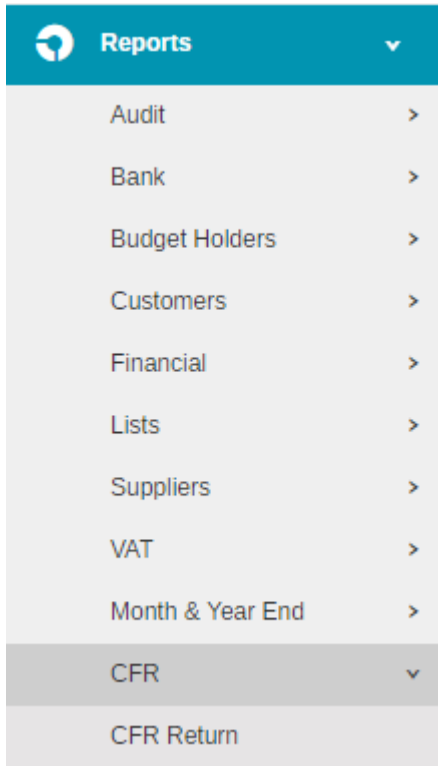 Reports
Audit
Bank
Budget Holders
Customers
Financial
Lists
Suppliers
VAT
Month & Year End
CFR
CFR Return